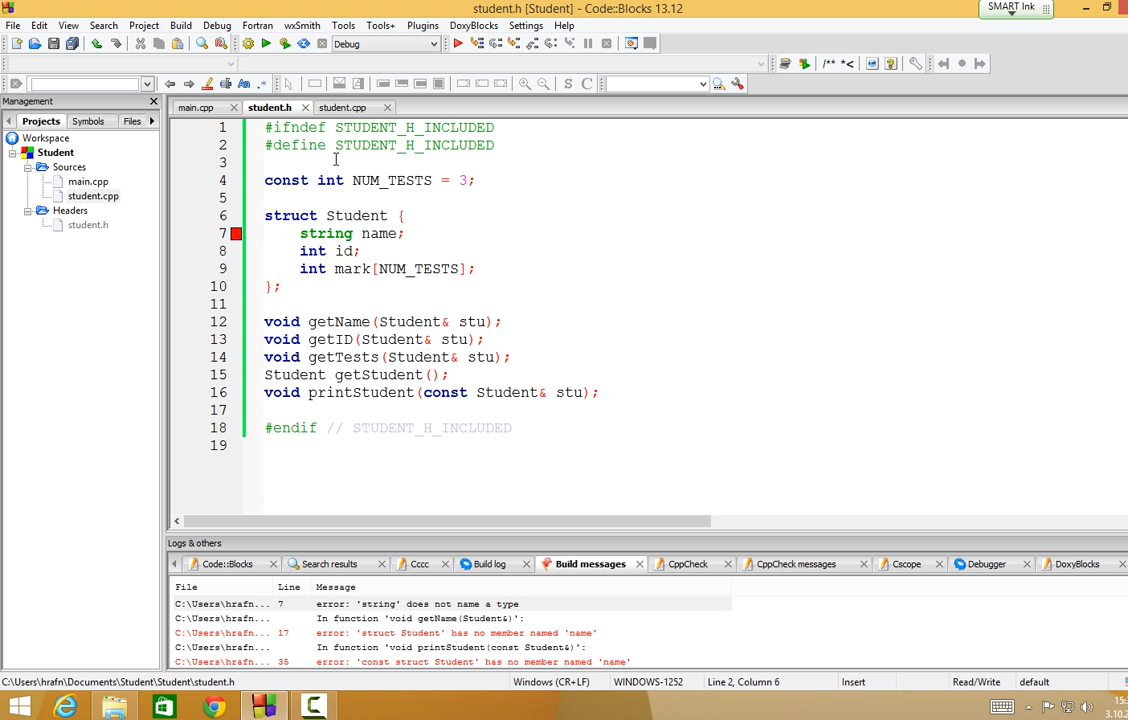 student.h [Student] - Code::Blocks 13.12
SMART Ink
File Edit View Search Project Build Debug Fortran wxSmith Tools Tools+ Plugins DoxyBlocks Settings Help
Debug
/** *<
S C
Management
main.cpp student.h student.cpp
Projects Symbols Files
Workspace
Student
Sources
main.cpp
student.cpp
Headers
student.h
1 #ifndef STUDENT_H_INCLUDED
2 #define STUDENT_H_INCLUDED
3
4 const int NUM_TESTS = 3;
5
6 struct Student {
7 string name;
8 int id;
9 int mark[NUM_TESTS];
10 };
11
12 void getName(Student& stu);
13 void getID(Student& stu);
14 void getTests(Student& stu);
15 Student getStudent();
16 void printStudent(const Student& stu);
17
18 #endif // STUDENT_H_INCLUDED
19
Logs & others
Code::Blocks Search results Cccc Build log Build messages CppCheck CppCheck messages Cscope Debugger DoxyBlocks
File Line Message
C:\Users\hrafn... 7 error: 'string' does not name a type
C:\Users\hrafn... In function 'void getName(Student&)':
C:\Users\hrafn... 17 error: 'struct Student' has no member named 'name'
C:\Users\hrafn... In function 'void printStudent(const Student&)':
C:\Users\hrafn... 35 error: 'const struct Student' has no member named 'name'
C:\Users\hrafn\Documents\Student\Student\student.h Windows (CR+LF) WINDOWS-1252 Line 2, Column 6 Insert Read/Write default